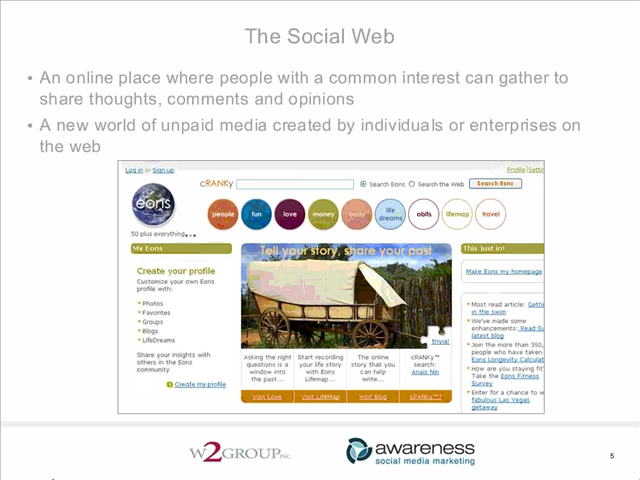 The Social Web
• An online place where people with a common interest can gather to
share thoughts, comments and opinions
• A new world of unpaid media created by individuals or enterprises on
the web
Log in or Sign up
Profile |Settin
cRANKy
Search Eons
Search the Web
Search Eons
eons
50 plus everything
people
fun
love
money
body
life
dreams
obits
lifemap
travel
My Eons
Create your profile
Customize your own Eons
profile with:
• Photos
• Favorites
• Groups
• Blogs
• LifeDreams
Share your insights with
others in the Eons
community
Create my profile
Tell your story, share your past
trivia!
Asking the right
questions is a
window into
the past...
Visit Love
Start recording
your life story
with Eons
Lifemap...
Visit LifeMap
The online
story that you
can help
write...
Visit Blog
cRANKy™
search:
Anais Nin
cRANKy™?
This just in!
Make Eons my homepage
• Most read article: Gettin
in the swim
• We've made some
enhancements: Read Su
latest blog
• Join the more than 350,
people who have taken
Eons Longevity Calculat
• How are you staying fit
Take the Eons Fitness
Survey
• Enter for a chance to w
fabulous Las Vegas
getaway
W2GROUP INC.
awareness
social media marketing
5